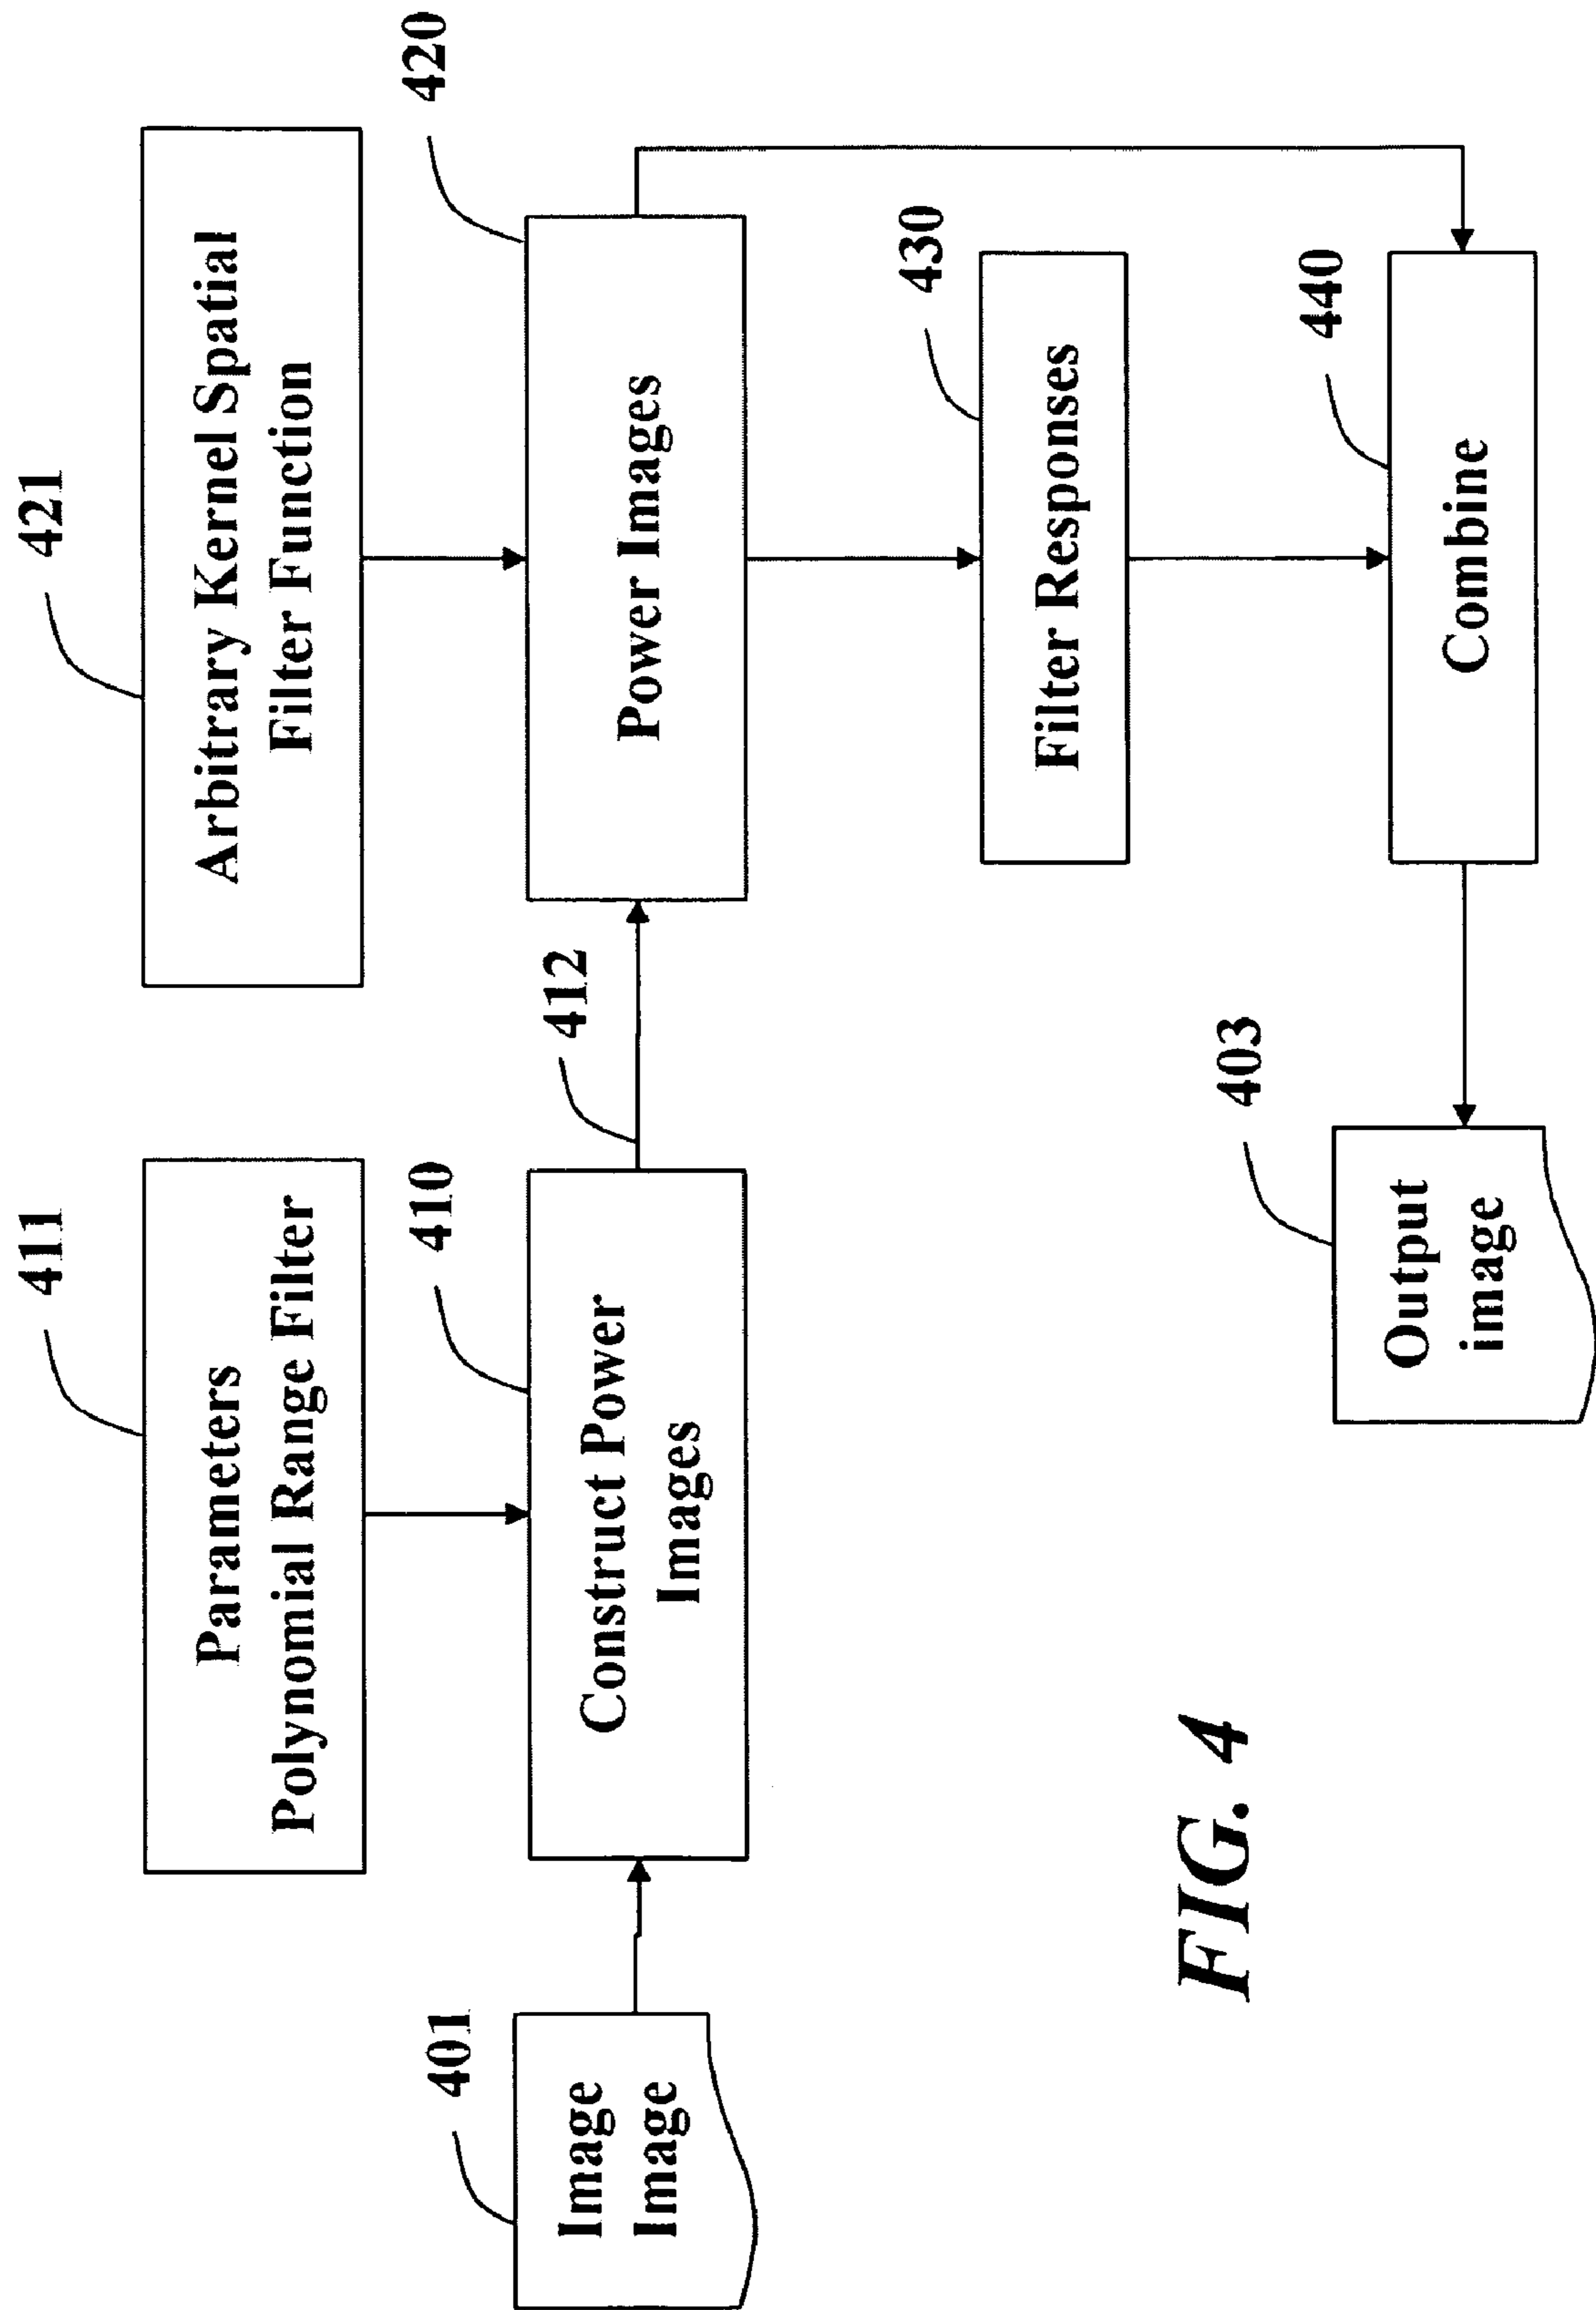 421
Arbitrary Kernel Spatial
Filter Function
411
Parameters
Polynomial Range Filter
420
Power Images
412
410
Construct Power
Images
401
Image
Image
430
Filter Responses
440
Combine
403
Output
image
FIG. 4